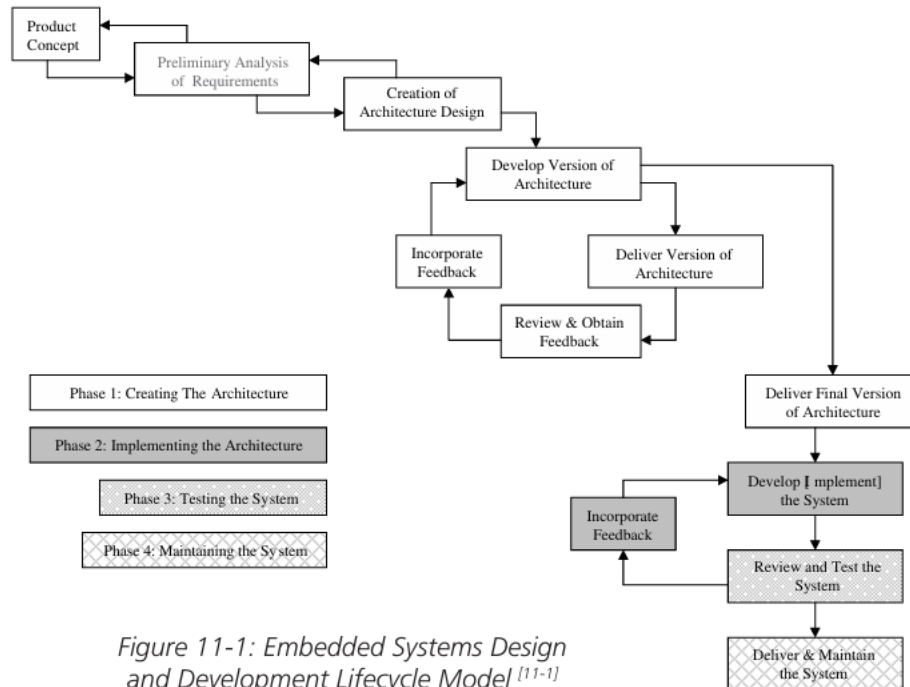 Product
Concept
Preliminary Analysis
of Requirements
Creation of
Architecture Design
Develop Version of
Architecture
Incorporate
Feedback
Deliver Version of
Architecture
Review & Obtain
Feedback
Phase 1: Creating The Architecture
Phase 2: Implementing the Architecture
Phase 3: Testing the System
Phase 4: Maintaining the System
Deliver Final Version
of Architecture
Develop [I mplement]
the System
Incorporate
Feedback
Review and Test the
System
Deliver & Maintain
the System
Figure 11-1: Embedded Systems Design
and Development Lifecycle Model [11-1]